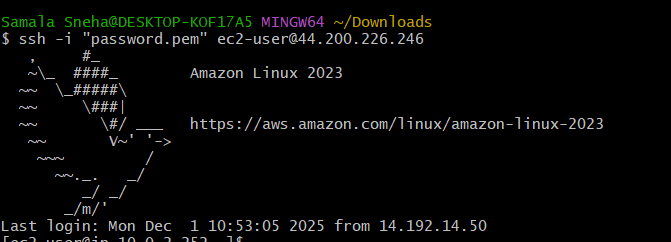 Samala Sneha@DESKTOP-KOF17A5 MINGW64 ~/Downloads
$ ssh -i "password.pem" ec2-user@44.200.226.246
   ,     #_
   ~\_  ####_        Amazon Linux 2023
  ~~  \_#####\
  ~~     \###|
  ~~       \#/ ___   https://aws.amazon.com/linux/amazon-linux-2023
   ~~       V~' '->
    ~~~         /
      ~~._.   _/
         _/ _/
       _/m/'
Last login: Mon Dec  1 10:53:05 2025 from 14.192.14.50
[ec2-user@ip-10-0-2-253 ~]$